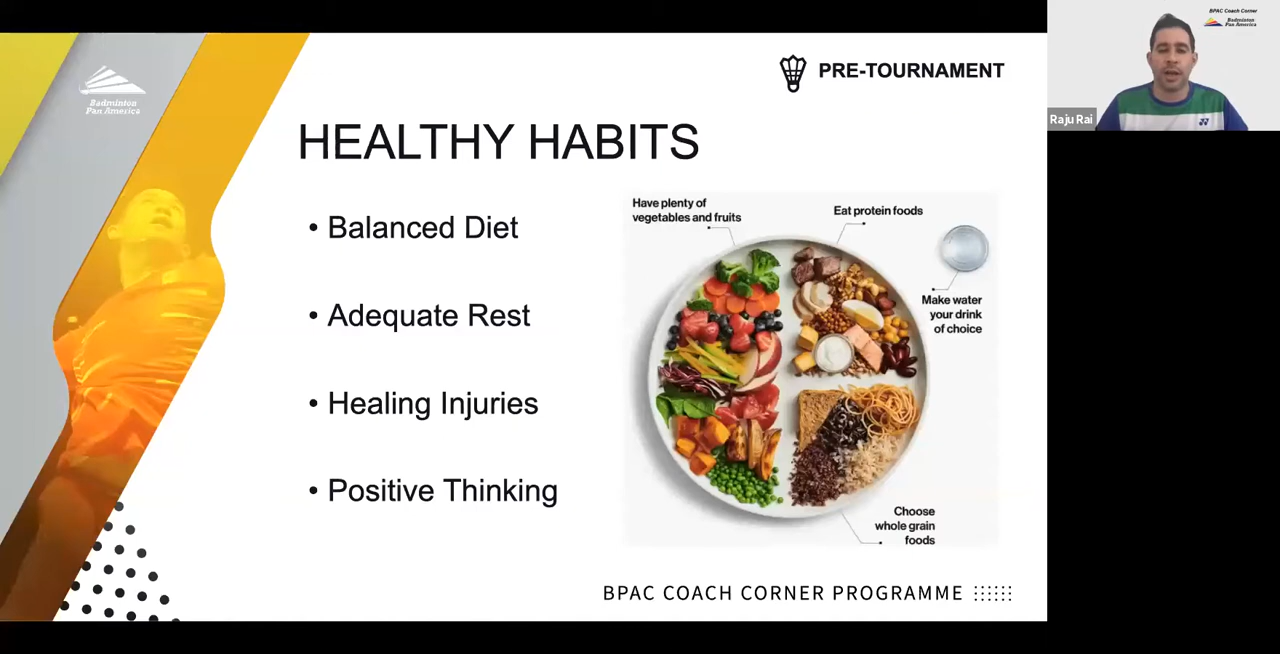 PRE-TOURNAMENT
Badminton
Pan America
HEALTHY HABITS
• Balanced Diet
• Adequate Rest
• Healing Injuries
• Positive Thinking
Have plenty of
vegetables and fruits
Eat protein foods
Make water
your drink
of choice
Choose
whole grain
foods
BPAC COACH CORNER PROGRAMME
BPAC Coach Corner
Badminton
Pan America
Raju Rai